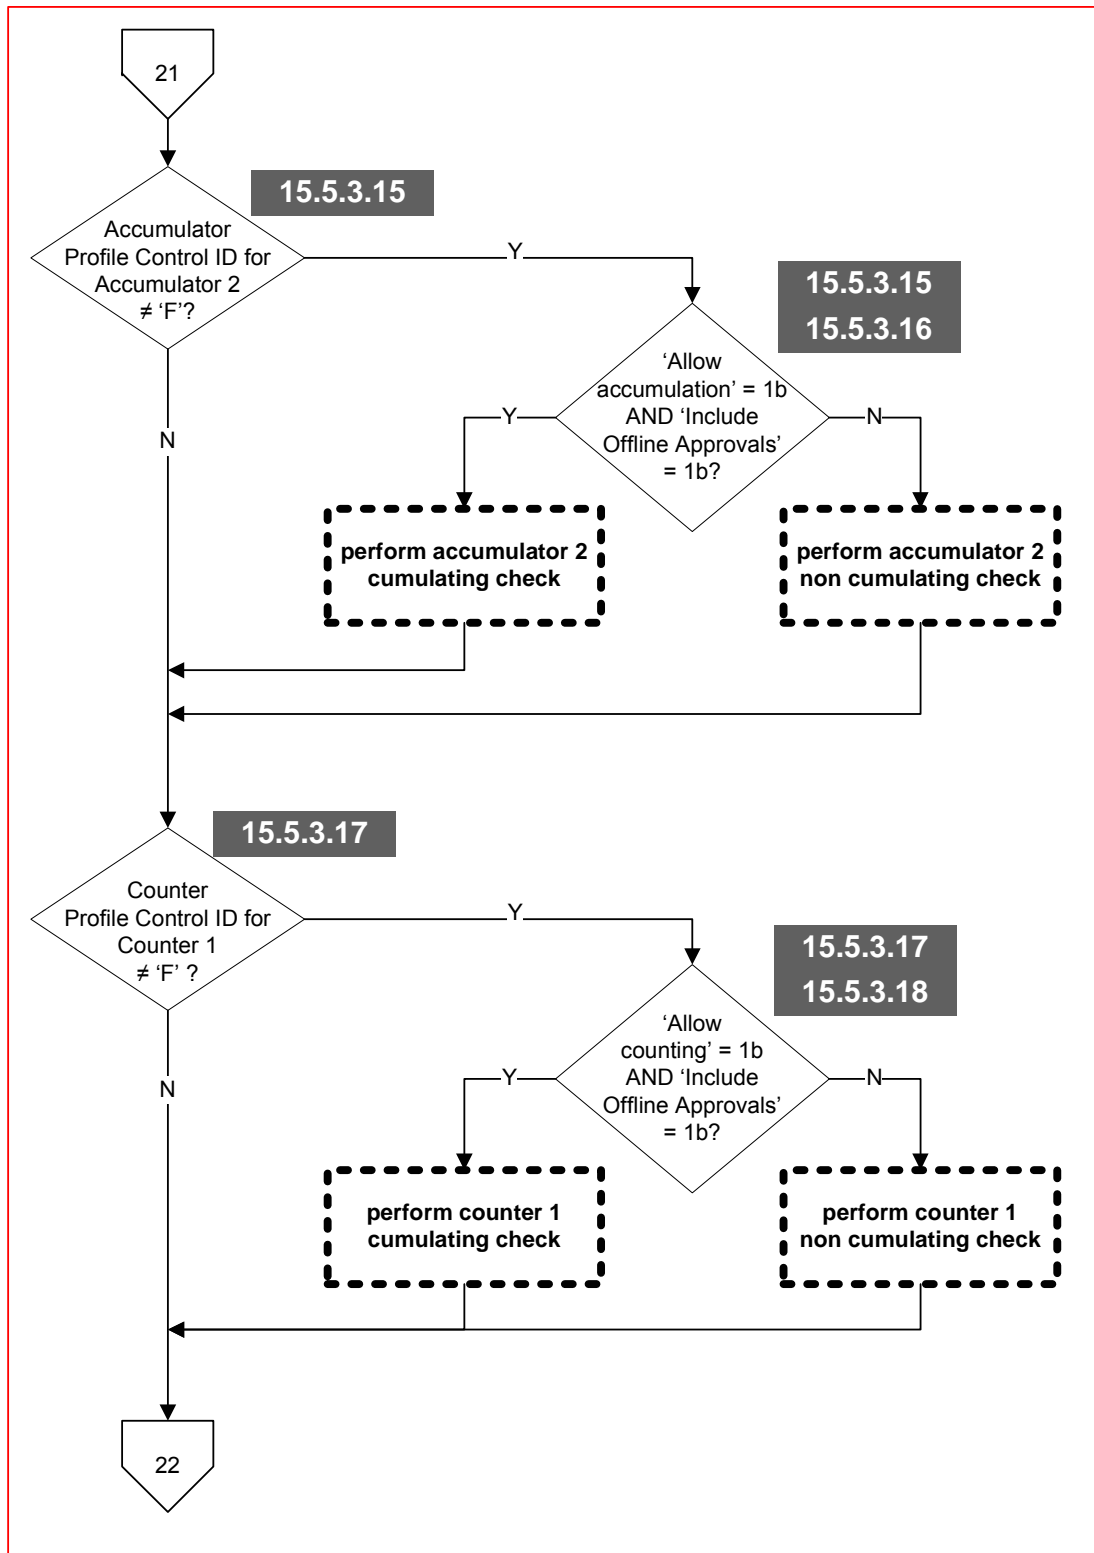 21
15.5.3.15
Accumulator
Profile Control ID for
Accumulator 2
≠ ‘F’?
Y
15.5.3.15
15.5.3.16
‘Allow
accumulation’ = 1b
AND ‘Include
Offline Approvals’
= 1b?
Y
N
N
perform accumulator 2
cumulating check
perform accumulator 2
non cumulating check
15.5.3.17
Counter
Profile Control ID for
Counter 1
≠ ‘F’ ?
Y
15.5.3.17
15.5.3.18
‘Allow
counting’ = 1b
AND ‘Include
Offline Approvals’
= 1b?
Y
N
N
perform counter 1
cumulating check
perform counter 1
non cumulating check
22